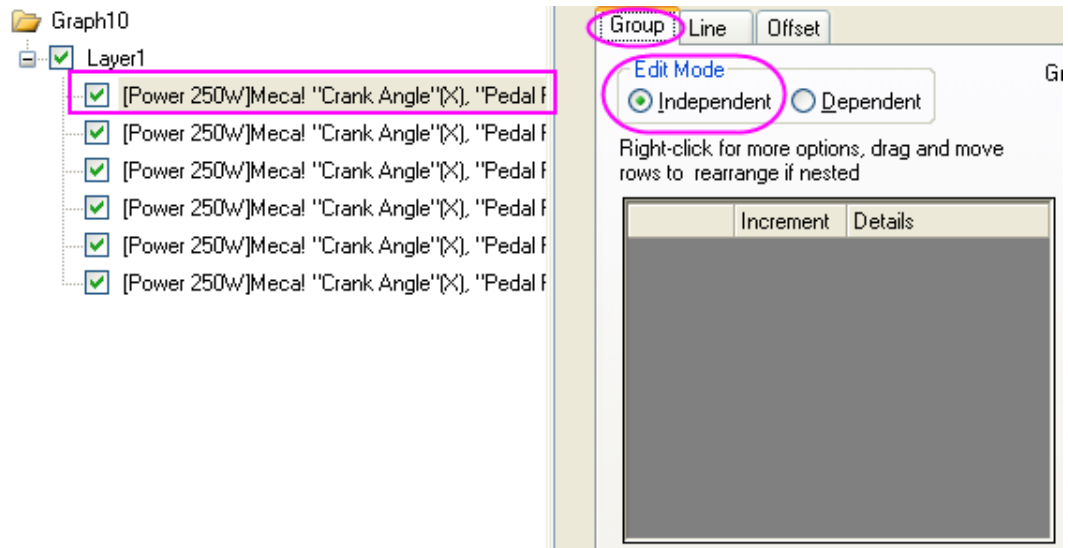 Graph10
Layer1
[Power 250W]Meca! "Crank Angle"(X), "Pedal
[Power 250W]Meca! "Crank Angle"(X), "Pedal
[Power 250W]Meca! "Crank Angle"(X), "Pedal
[Power 250W]Meca! "Crank Angle"(X), "Pedal
[Power 250W]Meca! "Crank Angle"(X), "Pedal
[Power 250W]Meca! "Crank Angle"(X), "Pedal
Group Line Offset
Edit Mode
Independent Dependent
Right-click for more options, drag and move
rows to rearrange if nested
Increment Details